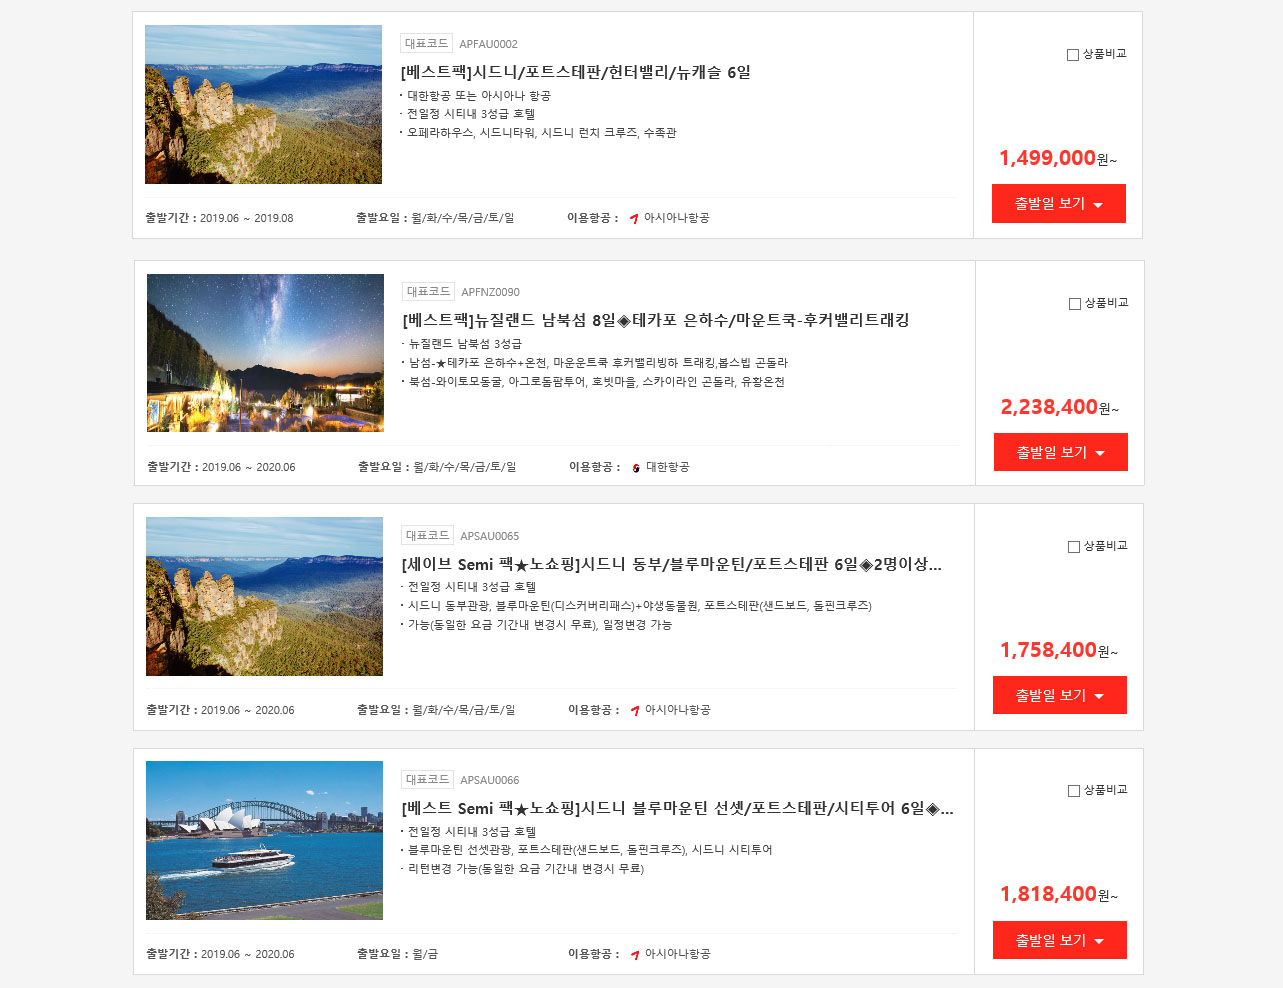 대표코드 APFAU0002
상품비교
[베스트팩]시드니/포트스테판/헌터밸리/뉴캐슬 6일
· 대한항공 또는 아시아나 항공
· 전일정 시티내 3성급 호텔
· 오페라하우스, 시드니타워, 시드니 런치 크루즈, 수족관
1,499,000원~
출발일 보기
출발기간 : 2019.06 ~ 2019.08 출발요일 : 월/화/수/목/금/토/일 이용항공 : 아시아나항공
대표코드 APFNZ0090
상품비교
[베스트팩]뉴질랜드 남북섬 8일◈테카포 은하수/마운트쿡-후커밸리트래킹
· 뉴질랜드 남북섬 3성급
· 남섬-★테카포 은하수+온천, 마운운트쿡 후커밸리빙하 트래킹,봅스빕 곤돌라
· 북섬-와이토모동굴, 아그로돔팜투어, 호빗마을, 스카이라인 곤돌라, 유황온천
2,238,400원~
출발일 보기
출발기간 : 2019.06 ~ 2020.06 출발요일 : 월/화/수/목/금/토/일 이용항공 : 대한항공
대표코드 APSAU0065
상품비교
[세이브 Semi 팩★노쇼핑]시드니 동부/블루마운틴/포트스테판 6일◈2명이상...
· 전일정 시티내 3성급 호텔
· 시드니 동부관광, 블루마운틴(디스커버리패스)+야생동물원, 포트스테판(샌드보드, 돌핀크루즈)
· 가능(동일한 요금 기간내 변경시 무료), 일정변경 가능
1,758,400원~
출발일 보기
출발기간 : 2019.06 ~ 2020.06 출발요일 : 월/화/수/목/금/토/일 이용항공 : 아시아나항공
대표코드 APSAU0066
상품비교
[베스트 Semi 팩★노쇼핑]시드니 블루마운틴 선셋/포트스테판/시티투어 6일◈...
· 전일정 시티내 3성급 호텔
· 블루마운틴 선셋관광, 포트스테판(샌드보드, 돌핀크루즈), 시드니 시티투어
· 리턴변경 가능(동일한 요금 기간내 변경시 무료)
1,818,400원~
출발일 보기
출발기간 : 2019.06 ~ 2020.06 출발요일 : 월/금 이용항공 : 아시아나항공